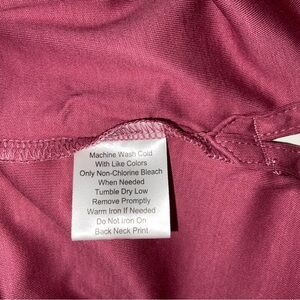 Machine Wash Cold
With Like Colors
Only Non-Chlorine Bleach
When Needed
Tumble Dry Low
Remove Promptly
Warm Iron If Needed
Do Not Iron On
Back Neck Print